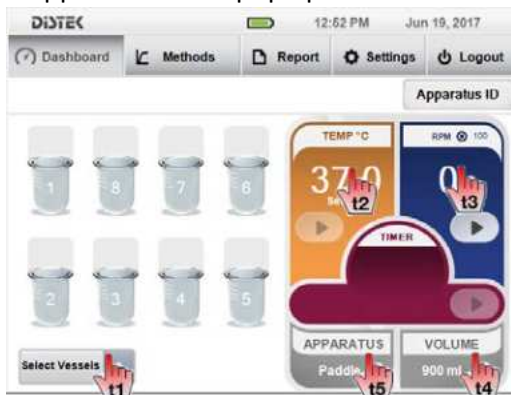 DISTEK 12:52 PM Jun 19, 2017
Dashboard Methods Report Settings Logout
Apparatus ID
TEMP °C RPM 100
1 8 7 6
37.0 0
t2 t3
TIMER
2 3 4 5
APPARATUS VOLUME
Select Vessels Paddle 900 ml
t1 t5 t4